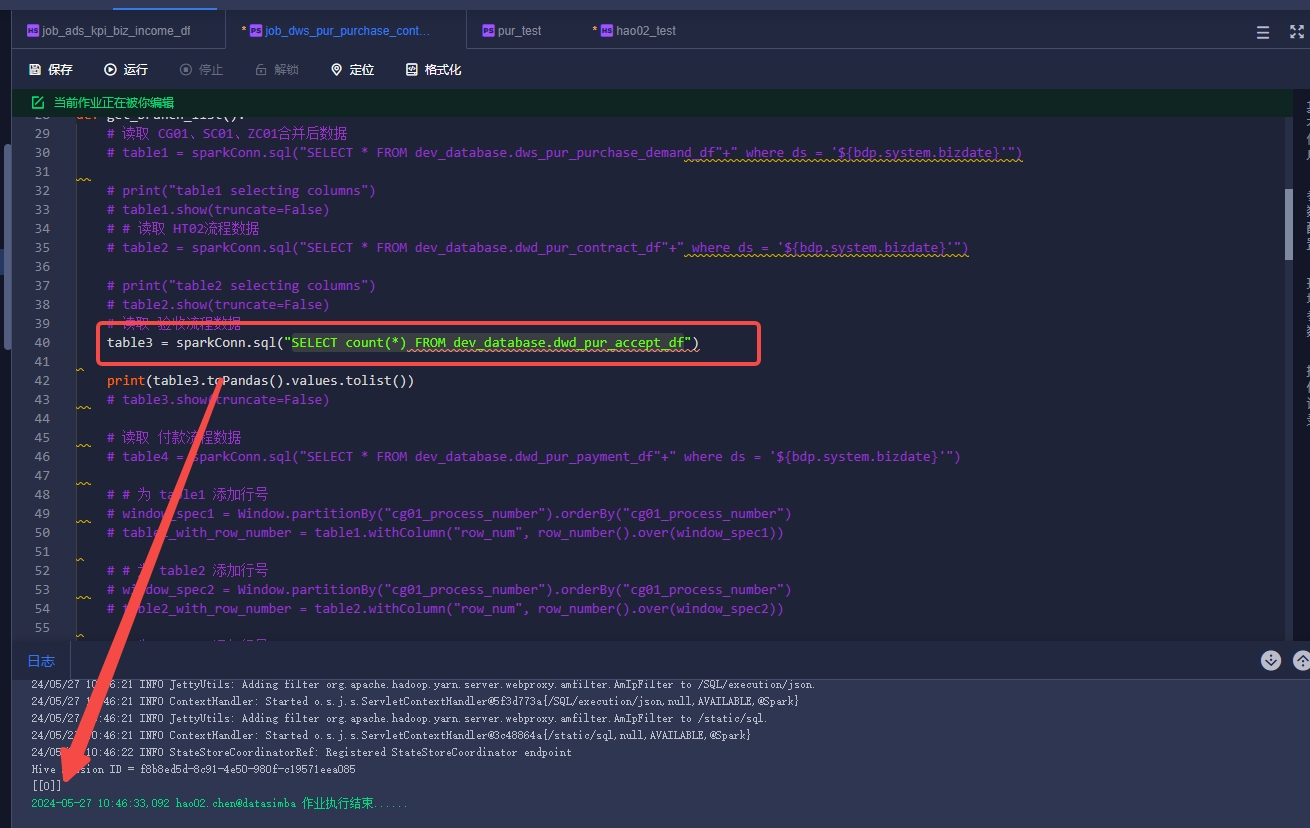 job_ads_kpi_biz_income_df
* job_dws_pur_purchase_cont...
pur_test
* hao02_test
保存 运行 停止 解锁 定位 格式化
当前作业正在被你编辑
29 # 读取 CG01、SC01、ZC01合并后数据
30 # table1 = sparkConn.sql("SELECT * FROM dev_database.dws_pur_purchase_demand_df"+" where ds = '${bdp.system.bizdate}'")
31
32 # print("table1 selecting columns")
33 # table1.show(truncate=False)
34 # # 读取 HT02流程数据
35 # table2 = sparkConn.sql("SELECT * FROM dev_database.dwd_pur_contract_df"+" where ds = '${bdp.system.bizdate}'")
36
37 # print("table2 selecting columns")
38 # table2.show(truncate=False)
39 # 读取 验收流程数据
40 table3 = sparkConn.sql("SELECT count(*) FROM dev_database.dwd_pur_accept_df")
41
42 print(table3.toPandas().values.tolist())
43 # table3.show(truncate=False)
44
45 # 读取 付款流程数据
46 # table4 = sparkConn.sql("SELECT * FROM dev_database.dwd_pur_payment_df"+" where ds = '${bdp.system.bizdate}'")
47
48 # # 为 table1 添加行号
49 # window_spec1 = Window.partitionBy("cg01_process_number").orderBy("cg01_process_number")
50 # table1_with_row_number = table1.withColumn("row_num", row_number().over(window_spec1))
51
52 # # 为 table2 添加行号
53 # window_spec2 = Window.partitionBy("cg01_process_number").orderBy("cg01_process_number")
54 # table2_with_row_number = table2.withColumn("row_num", row_number().over(window_spec2))
55
日志
24/05/27 10:46:21 INFO JettyUtils: Adding filter org.apache.hadoop.yarn.server.webproxy.amfilter.AmIpFilter to /SQL/execution/json.
24/05/27 10:46:21 INFO ContextHandler: Started o.s.j.s.ServletContextHandler@5f3d773a{/SQL/execution/json,null,AVAILABLE,@Spark}
24/05/27 10:46:21 INFO JettyUtils: Adding filter org.apache.hadoop.yarn.server.webproxy.amfilter.AmIpFilter to /static/sql.
24/05/27 10:46:21 INFO ContextHandler: Started o.s.j.s.ServletContextHandler@3c48864a{/static/sql,null,AVAILABLE,@Spark}
24/05/27 10:46:22 INFO StateStoreCoordinatorRef: Registered StateStoreCoordinator endpoint
Hive Session ID = f8b8ed5d-8c91-4e50-980f-c19571eea085
[[0]]
2024-05-27 10:46:33,092 hao02.chen@datasimba 作业执行结束......